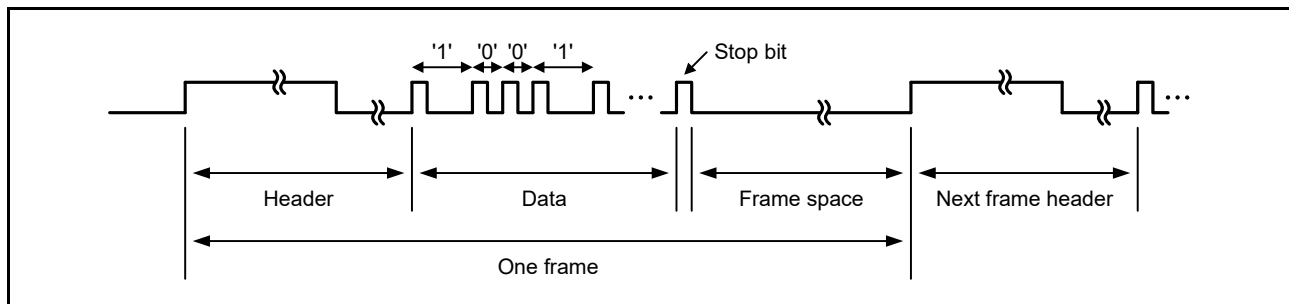 '1' '0' '0' '1'
Stop bit
...
...
Header
Data
Frame space
Next frame header
One frame